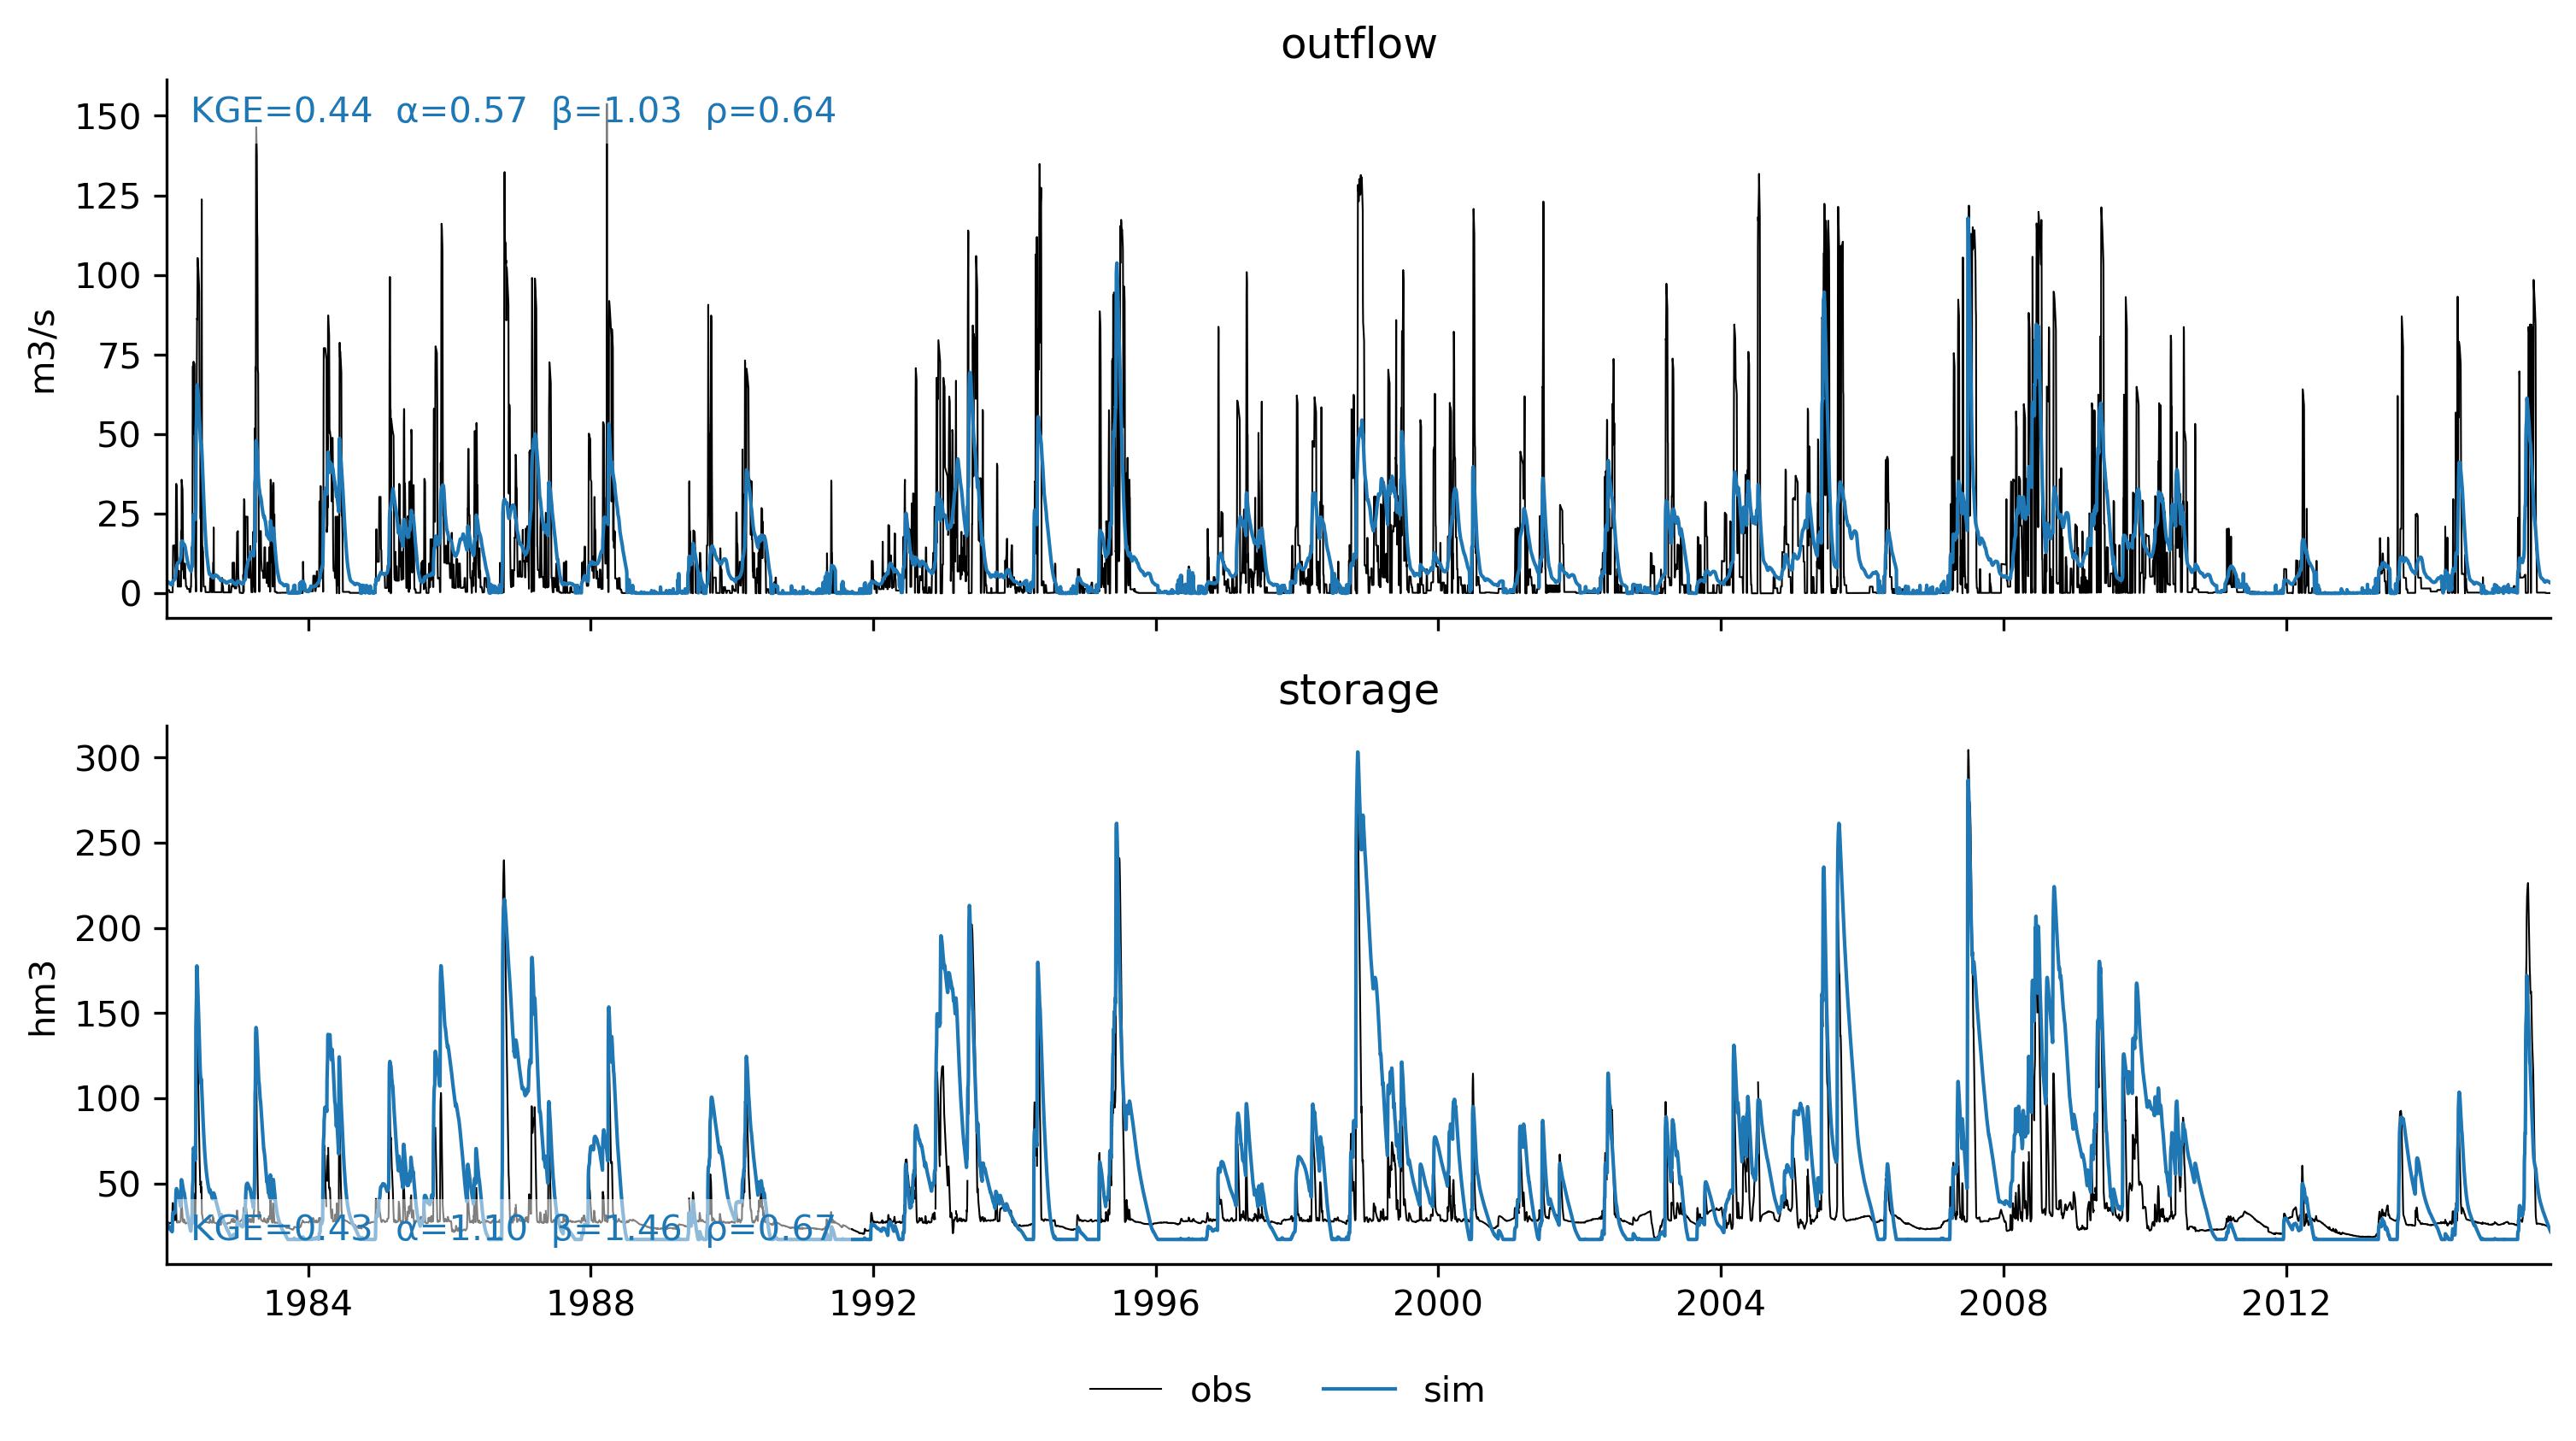 outflow
KGE=0.44 α=0.57 β=1.03 ρ=0.64
150
125
100
75
50
25
0
m3/s
storage
300
250
200
150
100
50
hm3
KGE=0.43 α=1.10 β=1.46 ρ=0.67
1984 1988 1992 1996 2000 2004 2008 2012
obs sim